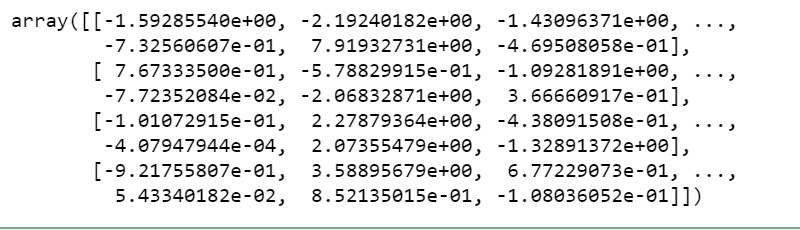 array([[-1.59285540e+00, -2.19240182e+00, -1.43096371e+00, ...,
        -7.32560607e-01,  7.91932731e+00, -4.69508058e-01],
       [ 7.67333500e-01, -5.78829915e-01, -1.09281891e+00, ...,
        -7.72352084e-02, -2.06832871e+00,  3.66660917e-01],
       [-1.01072915e-01,  2.27879364e+00, -4.38091508e-01, ...,
        -4.07947944e-04,  2.07355479e+00, -1.32891372e+00],
       [-9.21755807e-01,  3.58895679e+00,  6.77229073e-01, ...,
         5.43340182e-02,  8.52135015e-01, -1.08036052e-01]])